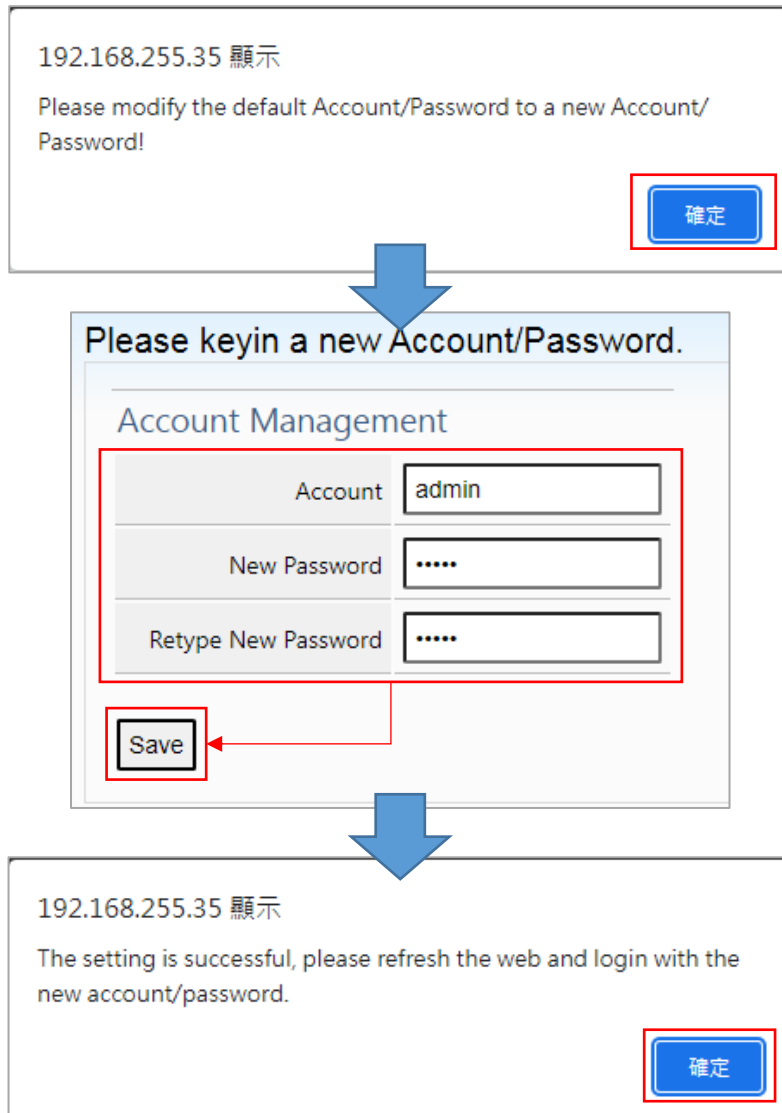 192.168.255.35 顯示
Please modify the default Account/Password to a new Account/
Password!
確定
Please keyin a new Account/Password.
Account Management
Account admin
New Password •••••
Retype New Password •••••
Save
192.168.255.35 顯示
The setting is successful, please refresh the web and login with the
new account/password.
確定